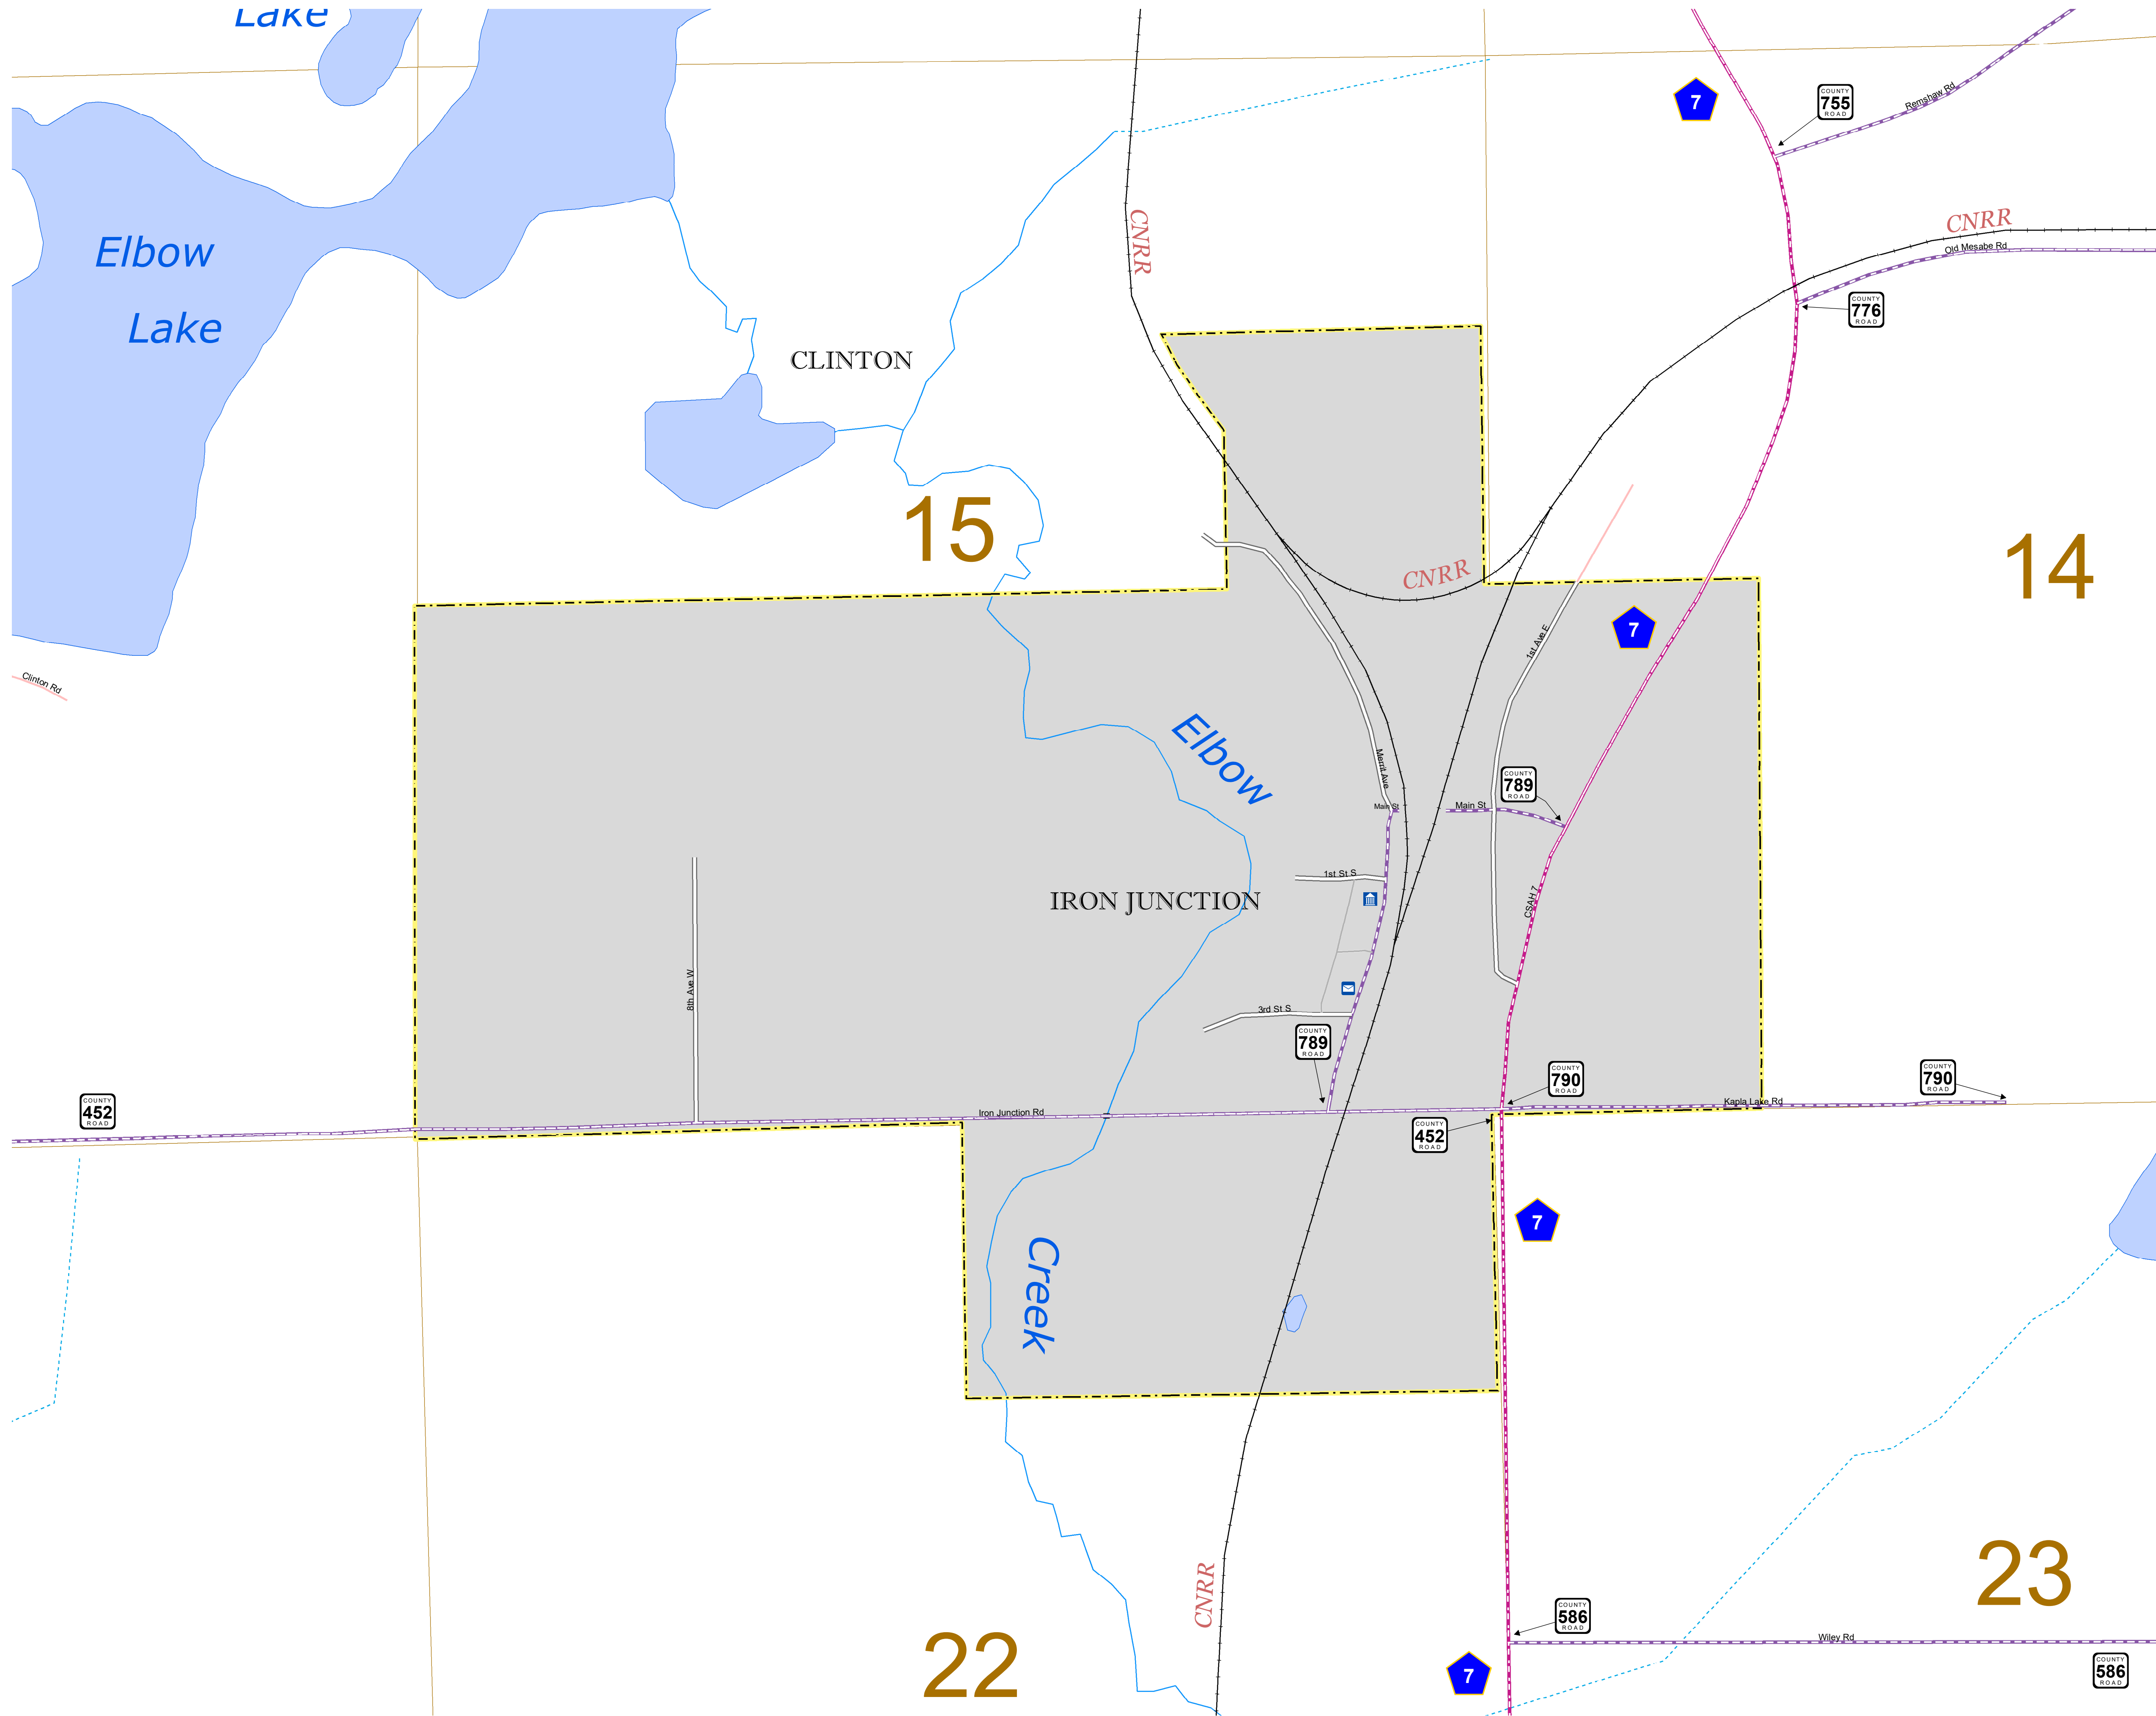 Lake
7
COUNTY
755
ROAD
Remshaw Rd
CNRR
CNRR
Old Mesabe Rd
Elbow
Lake
COUNTY
776
ROAD
CLINTON
15
14
CNRR
7
1st Ave E
Clinton Rd
Elbow
Merrit Ave
COUNTY
789
ROAD
Main St
Main St
1st St S
IRON JUNCTION
CSAH 7
8th Ave W
3rd St S
COUNTY
789
ROAD
COUNTY
790
ROAD
COUNTY
790
ROAD
COUNTY
452
ROAD
Iron Junction Rd
Kapla Lake Rd
COUNTY
452
ROAD
7
Creek
23
CNRR
COUNTY
586
ROAD
Wiley Rd
22
7
COUNTY
586
ROAD